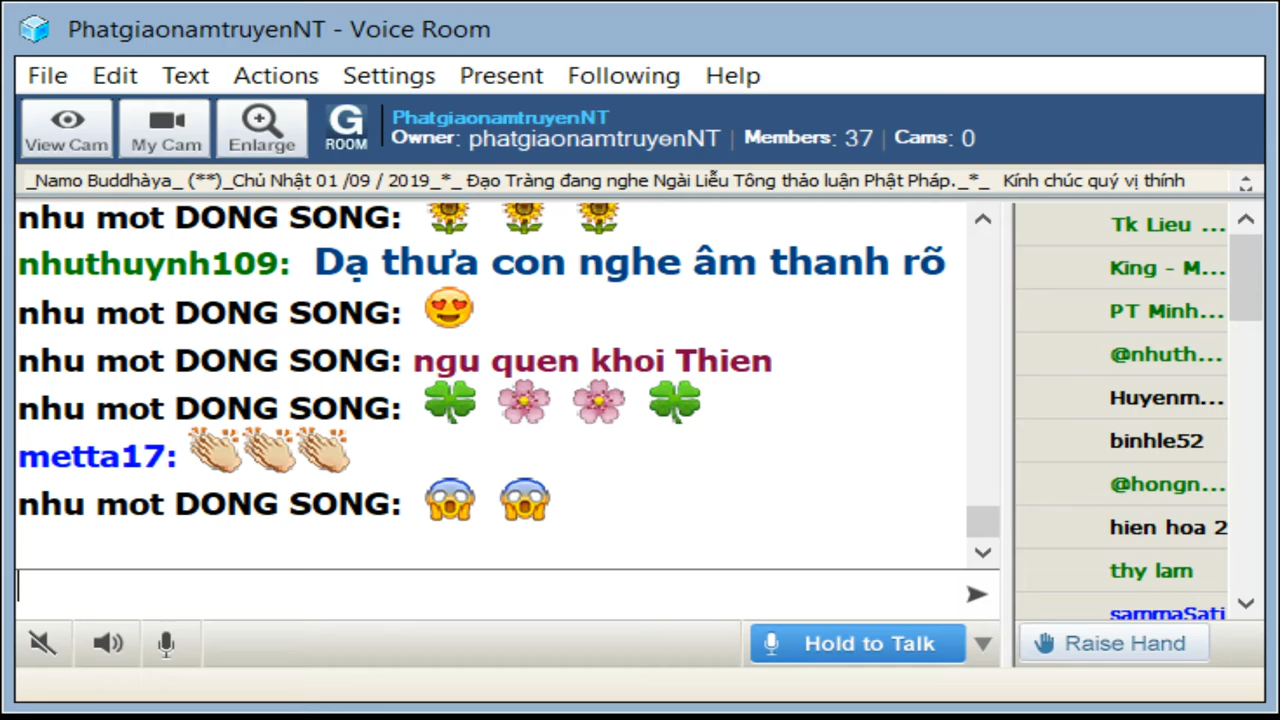 PhatgiaonamtruyenNT - Voice Room
File Edit Text Actions Settings Present Following Help
View Cam My Cam Enlarge G ROOM
PhatgiaonamtruyenNT
Owner: phatgiaonamtruyenNT | Members: 37 | Cams: 0
_Namo Buddhàya_ (**)_Chủ Nhật 01 /09 / 2019_*_ Đạo Tràng đang nghe Ngài Liễu Tông thảo luận Phật Pháp._*_ Kính chúc quý vị thính
nhu mot DONG SONG: 🌻 🌻 🌻
nhuthuynh109: Dạ thưa con nghe âm thanh rõ
nhu mot DONG SONG: 😍
nhu mot DONG SONG: ngu quen khoi Thien
nhu mot DONG SONG: 🍀 🌸 🌸 🍀
metta17: 👏👏👏
nhu mot DONG SONG: 😱 😱
Tk Lieu ...
King - M...
PT Minh...
@nhuth...
Huyenm...
binhle52
@hongn...
hien hoa 2
thy lam
sammaSati
Hold to Talk
Raise Hand